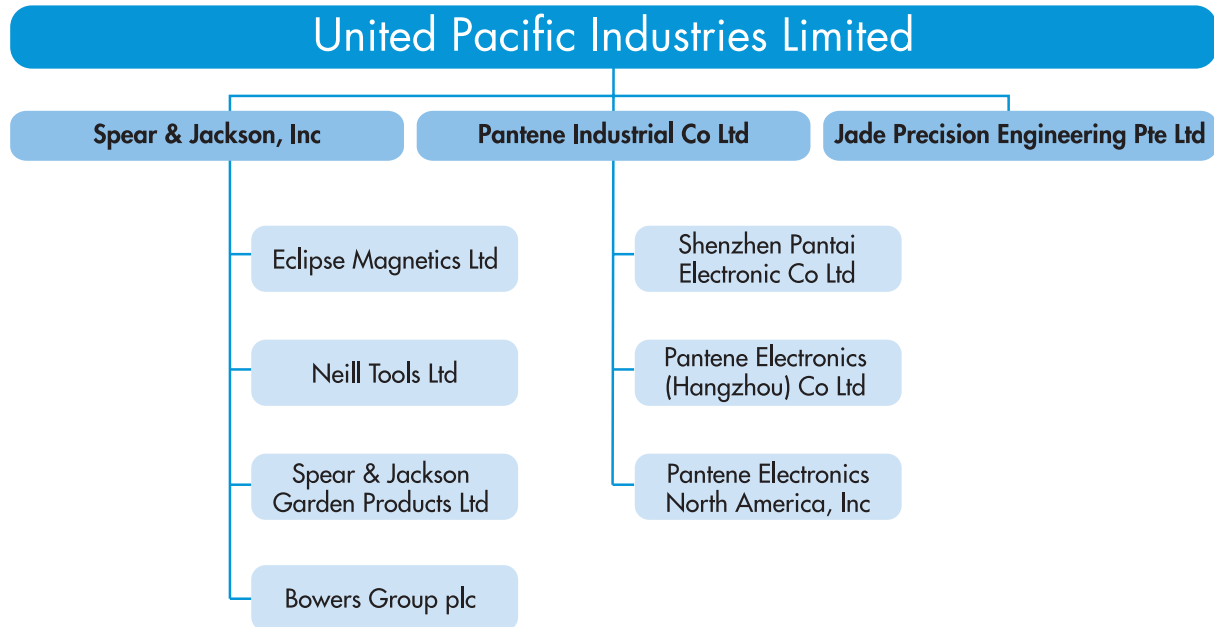 United Pacific Industries Limited
Spear & Jackson, Inc
Pantene Industrial Co Ltd
Jade Precision Engineering Pte Ltd
Eclipse Magnetics Ltd
Neill Tools Ltd
Spear & Jackson
Garden Products Ltd
Bowers Group plc
Shenzhen Pantai
Electronic Co Ltd
Pantene Electronics
(Hangzhou) Co Ltd
Pantene Electronics
North America, Inc